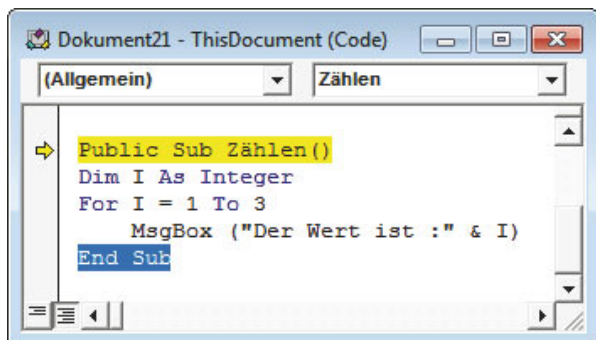 Dokument21 - ThisDocument (Code)
(Allgemein) Zählen
Public Sub Zählen()
Dim I As Integer
For I = 1 To 3
    MsgBox ("Der Wert ist :" & I)
End Sub